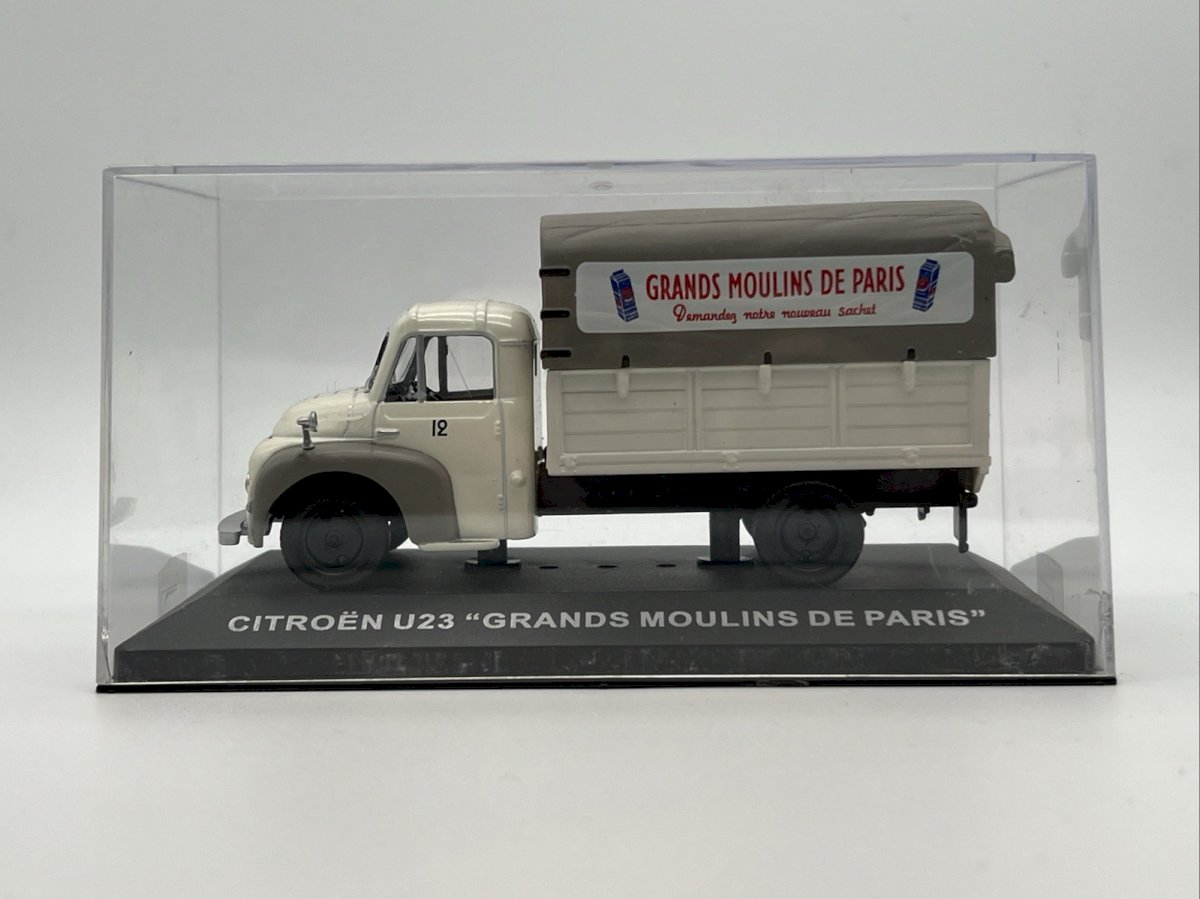 GRANDS MOULINS DE PARIS
Demandez notre nouveau sachet
12
CITROËN U23 “GRANDS MOULINS DE PARIS”